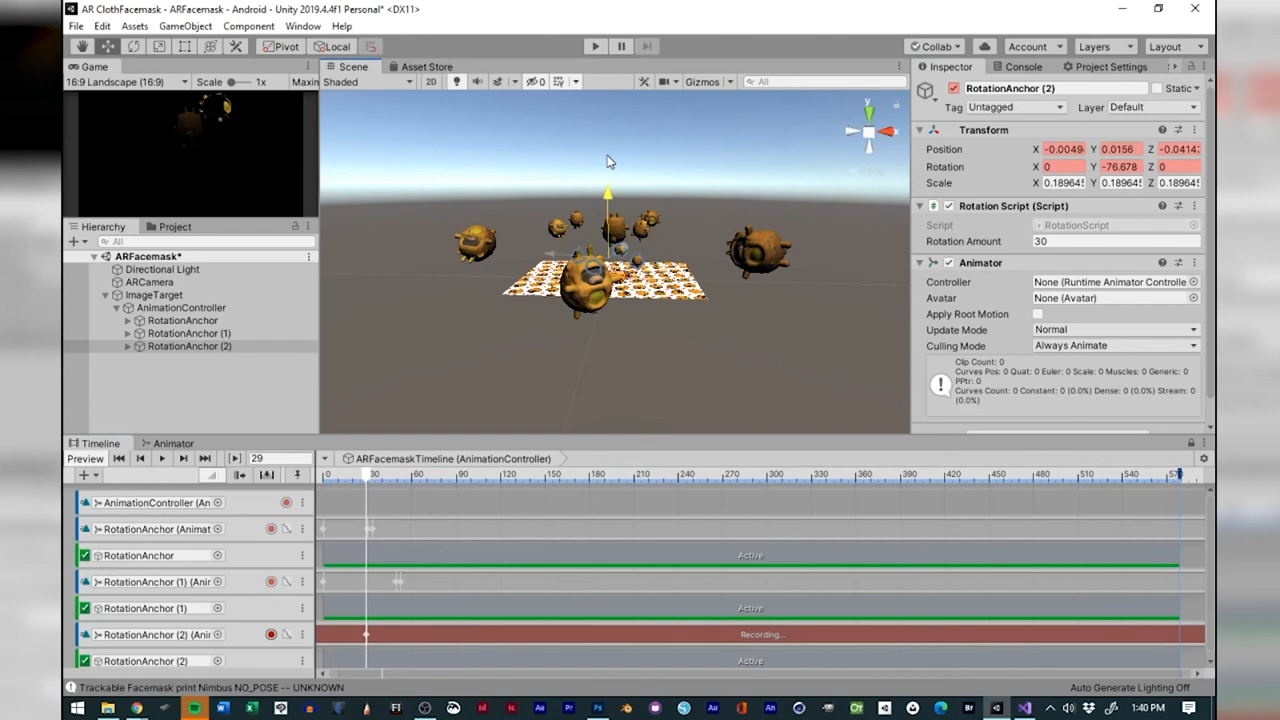 AR ClothFacemask - ARFacemask - Android - Unity 2019.4.4f1 Personal* <DX11>
File Edit Assets GameObject Component Window Help
Pivot Local Collab Account Layers Layout
Game Scene Asset Store Inspector Console Project Settings
16:9 Landscape (16:9) Scale 1x Maxin Shaded 2D 0 Gizmos All
RotationAnchor (2) Static
Tag Untagged Layer Default
Transform
Position X -0.0049 Y 0.0156 Z -0.0414
Rotation X 0 Y -76.678 Z 0
Scale X 0.18964 Y 0.18964 Z 0.18964
Rotation Script (Script)
Script RotationScript
Rotation Amount 30
Animator
Controller None (Runtime Animator Controlle
Avatar None (Avatar)
Apply Root Motion
Update Mode Normal
Culling Mode Always Animate
Clip Count: 0
Curves Pos: 0 Quat: 0 Euler: 0 Scale: 0 Muscles: 0 Generic: 0
PPtr: 0
Curves Count: 0 Constant: 0 (0.0%) Dense: 0 (0.0%) Stream: 0
(0.0%)
y
x
Hierarchy Project
All
ARFacemask*
Directional Light
ARCamera
ImageTarget
AnimationController
RotationAnchor
RotationAnchor (1)
RotationAnchor (2)
Timeline Animator
Preview 29 ARFacemaskTimeline (AnimationController)
0 30 60 90 120 150 180 210 240 270 300 330 360 390 420 450 480 510 540 57
AnimationController (An
RotationAnchor (Animat
RotationAnchor Active
RotationAnchor (1) (Anir
RotationAnchor (1) Active
RotationAnchor (2) (Anir Recording...
RotationAnchor (2) Active
Trackable Facemask print Nimbus NO_POSE -- UNKNOWN Auto Generate Lighting Off
1:40 PM